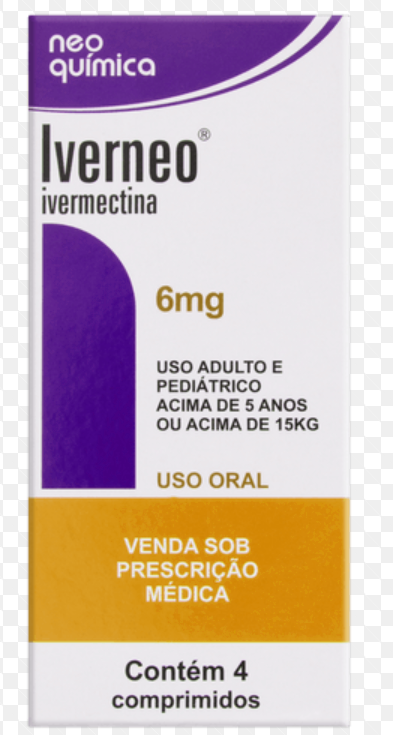 neo
química
Iverneo®
ivermectina
6mg
USO ADULTO E
PEDIÁTRICO
ACIMA DE 5 ANOS
OU ACIMA DE 15KG
USO ORAL
VENDA SOB
PRESCRIÇÃO
MÉDICA
Contém 4
comprimidos